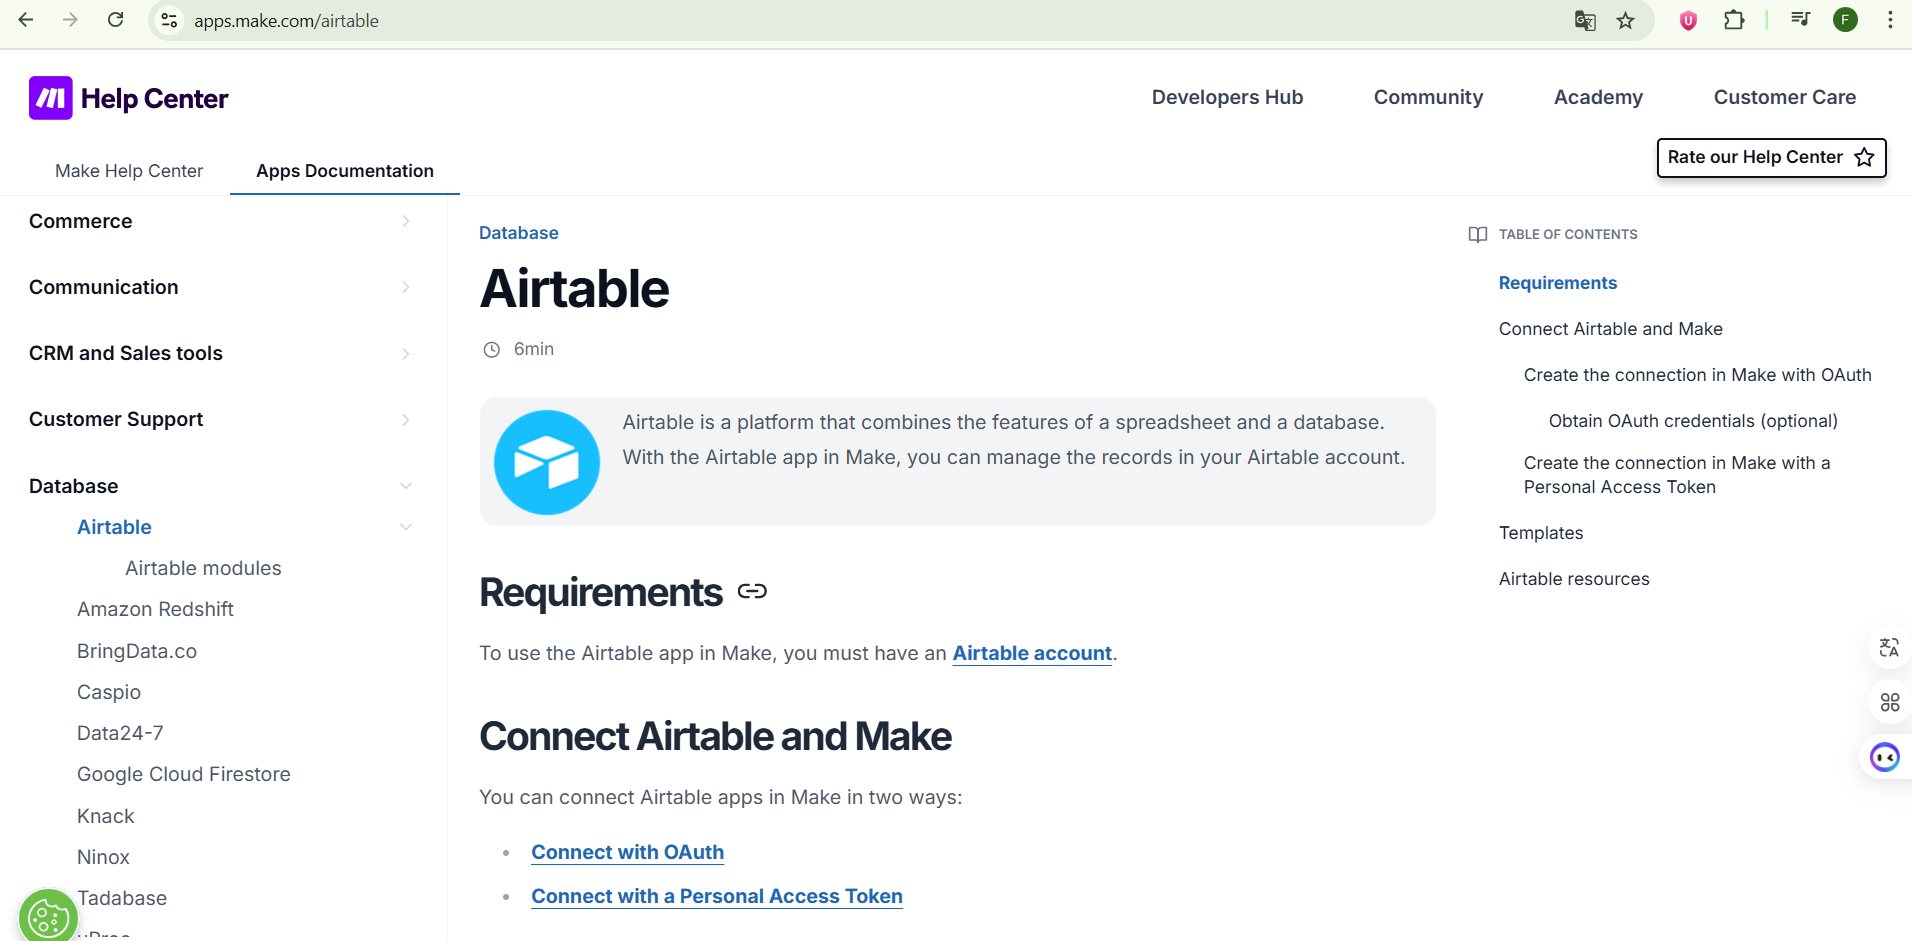 apps.make.com/airtable
F
Help Center
Developers Hub
Community
Academy
Customer Care
Make Help Center
Apps Documentation
Rate our Help Center
Commerce
Communication
CRM and Sales tools
Customer Support
Database
Airtable
Airtable modules
Amazon Redshift
BringData.co
Caspio
Data24-7
Google Cloud Firestore
Knack
Ninox
Tadabase
Database
Airtable
6min
Airtable is a platform that combines the features of a spreadsheet and a database.
With the Airtable app in Make, you can manage the records in your Airtable account.
Requirements
To use the Airtable app in Make, you must have an Airtable account.
Connect Airtable and Make
You can connect Airtable apps in Make in two ways:
• Connect with OAuth
• Connect with a Personal Access Token
TABLE OF CONTENTS
Requirements
Connect Airtable and Make
Create the connection in Make with OAuth
Obtain OAuth credentials (optional)
Create the connection in Make with a
Personal Access Token
Templates
Airtable resources